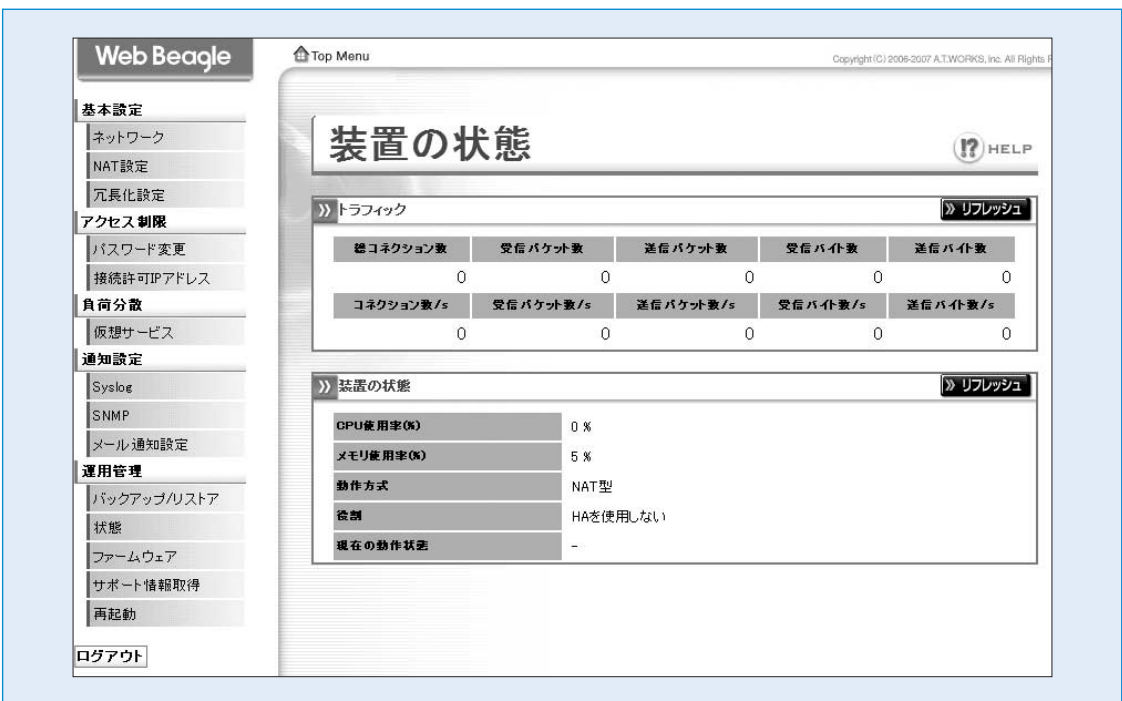 Web Beagle
Top Menu
Copyright(C) 2006-2007 A.T.WORKS, Inc. All Rights R
基本設定
ネットワーク
NAT設定
冗長化設定
アクセス制限
パスワード変更
接続許可IPアドレス
負荷分散
仮想サービス
通知設定
Syslog
SNMP
メール通知設定
運用管理
バックアップ/リストア
状態
ファームウェア
サポート情報取得
再起動
ログアウト
装置の状態
!? HELP
トラフィック
リフレッシュ
総コネクション数 受信パケット数 送信パケット数 受信バイト数 送信バイト数
0 0 0 0 0
コネクション数/s 受信パケット数/s 送信パケット数/s 受信バイト数/s 送信バイト数/s
0 0 0 0 0
装置の状態
リフレッシュ
CPU使用率(%) 0 %
メモリ使用率(%) 5 %
動作方式 NAT型
役割 HAを使用しない
現在の動作状態 -